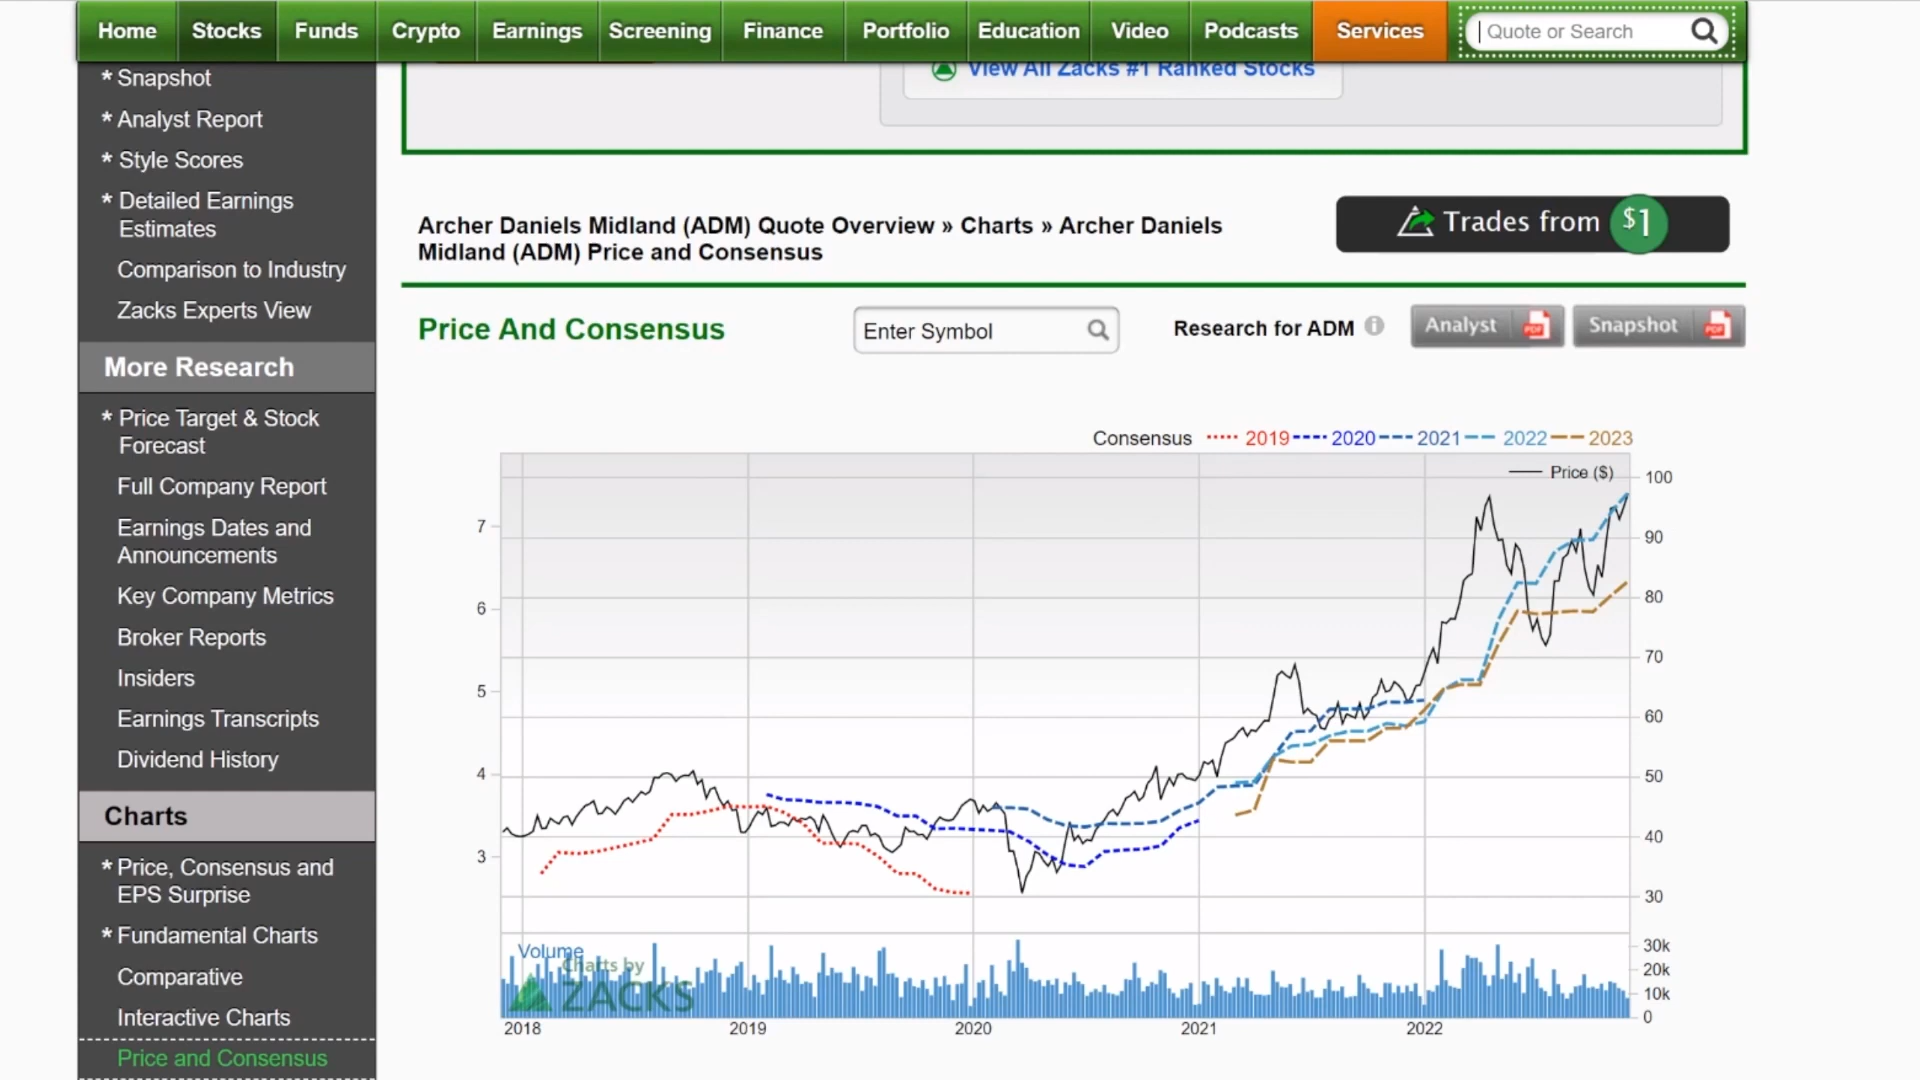 Home Stocks Funds Crypto Earnings Screening Finance Portfolio Education Video Podcasts Services Quote or Search
View All Zacks #1 Ranked Stocks
* Snapshot
* Analyst Report
* Style Scores
* Detailed Earnings
Estimates
Comparison to Industry
Zacks Experts View
More Research
* Price Target & Stock
Forecast
Full Company Report
Earnings Dates and
Announcements
Key Company Metrics
Broker Reports
Insiders
Earnings Transcripts
Dividend History
Charts
* Price, Consensus and
EPS Surprise
* Fundamental Charts
Comparative
Interactive Charts
Price and Consensus
Archer Daniels Midland (ADM) Quote Overview » Charts » Archer Daniels
Midland (ADM) Price and Consensus
Trades from $1
Price And Consensus
Enter Symbol
Research for ADM
Analyst PDF
Snapshot PDF
Consensus 2019 2020 2021 2022 2023
Price ($)
7
6
5
4
3
100
90
80
70
60
50
40
30
Volume
Charts by
ZACKS
30k
20k
10k
0
2018 2019 2020 2021 2022